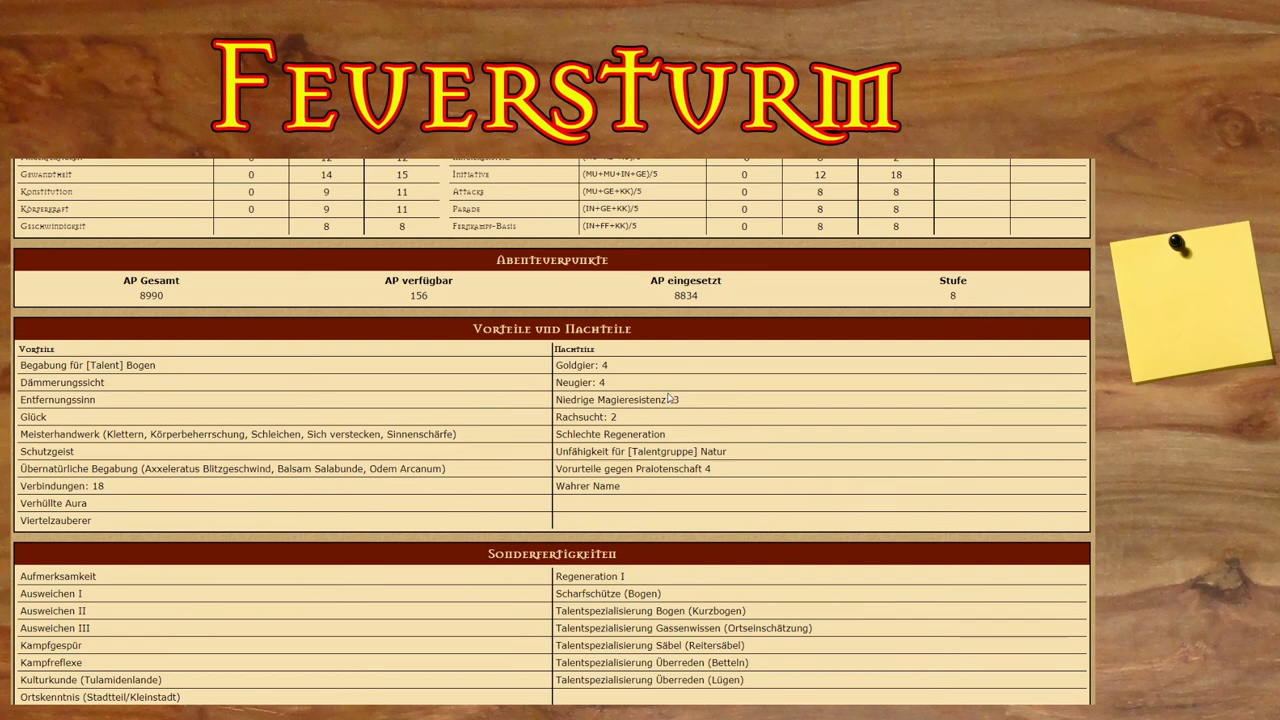 Feuersturm
Gewandtheit 0 14 15 Initiative (MU+MU+IN+GE)/5 0 12 18
Konstitution 0 9 11 Attacke (MU+GE+KK)/5 0 8 8
Körperkraft 0 9 11 Parade (IN+GE+KK)/5 0 8 8
Geschwindigkeit 8 8 Fernkampf-Basis (IN+FF+KK)/5 0 8 8
Abenteuerpunkte
AP Gesamt AP verfügbar AP eingesetzt Stufe
8990 156 8834 8
Vorteile und Nachteile
Vorteile Nachteile
Begabung für [Talent] Bogen Goldgier: 4
Dämmerungssicht Neugier: 4
Entfernungssinn Niedrige Magieresistenz 3
Glück Rachsucht: 2
Meisterhandwerk (Klettern, Körperbeherrschung, Schleichen, Sich verstecken, Sinnenschärfe) Schlechte Regeneration
Schutzgeist Unfähigkeit für [Talentgruppe] Natur
Übernatürliche Begabung (Axxeleratus Blitzgeschwind, Balsam Salabunde, Odem Arcanum) Vorurteile gegen Praiotenschaft 4
Verbindungen: 18 Wahrer Name
Verhüllte Aura
Viertelzauberer
Sonderfertigkeiten
Aufmerksamkeit Regeneration I
Ausweichen I Scharfschütze (Bogen)
Ausweichen II Talentspezialisierung Bogen (Kurzbogen)
Ausweichen III Talentspezialisierung Gassenwissen (Ortseinschätzung)
Kampfgespür Talentspezialisierung Säbel (Reitersäbel)
Kampfreflexe Talentspezialisierung Überreden (Betteln)
Kulturkunde (Tulamidenlande) Talentspezialisierung Überreden (Lügen)
Ortskenntnis (Stadtteil/Kleinstadt)